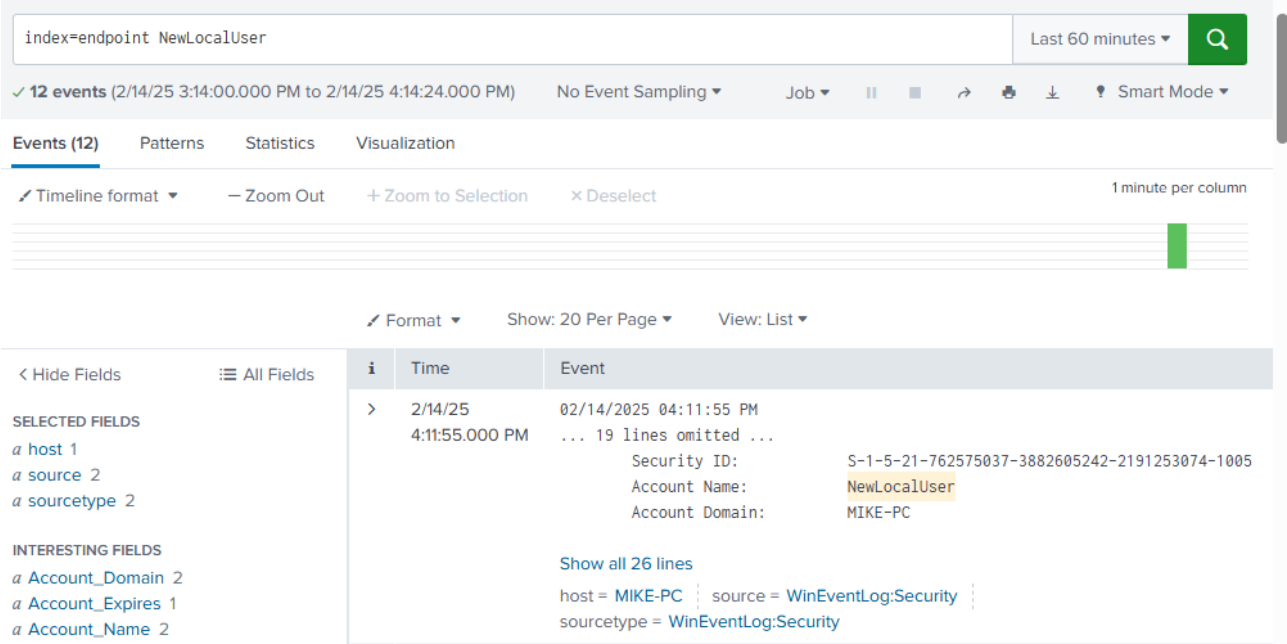 index=endpoint NewLocalUser
Last 60 minutes
12 events (2/14/25 3:14:00.000 PM to 2/14/25 4:14:24.000 PM)
No Event Sampling
Job
Smart Mode
Events (12)
Patterns
Statistics
Visualization
Timeline format
— Zoom Out
+ Zoom to Selection
× Deselect
1 minute per column
Format
Show: 20 Per Page
View: List
< Hide Fields
All Fields
i
Time
Event
SELECTED FIELDS
a host 1
a source 2
a sourcetype 2
INTERESTING FIELDS
a Account_Domain 2
a Account_Expires 1
a Account_Name 2
>
2/14/25
4:11:55.000 PM
02/14/2025 04:11:55 PM
... 19 lines omitted ...
Security ID: S-1-5-21-762575037-3882605242-2191253074-1005
Account Name: NewLocalUser
Account Domain: MIKE-PC
Show all 26 lines
host = MIKE-PC source = WinEventLog:Security
sourcetype = WinEventLog:Security